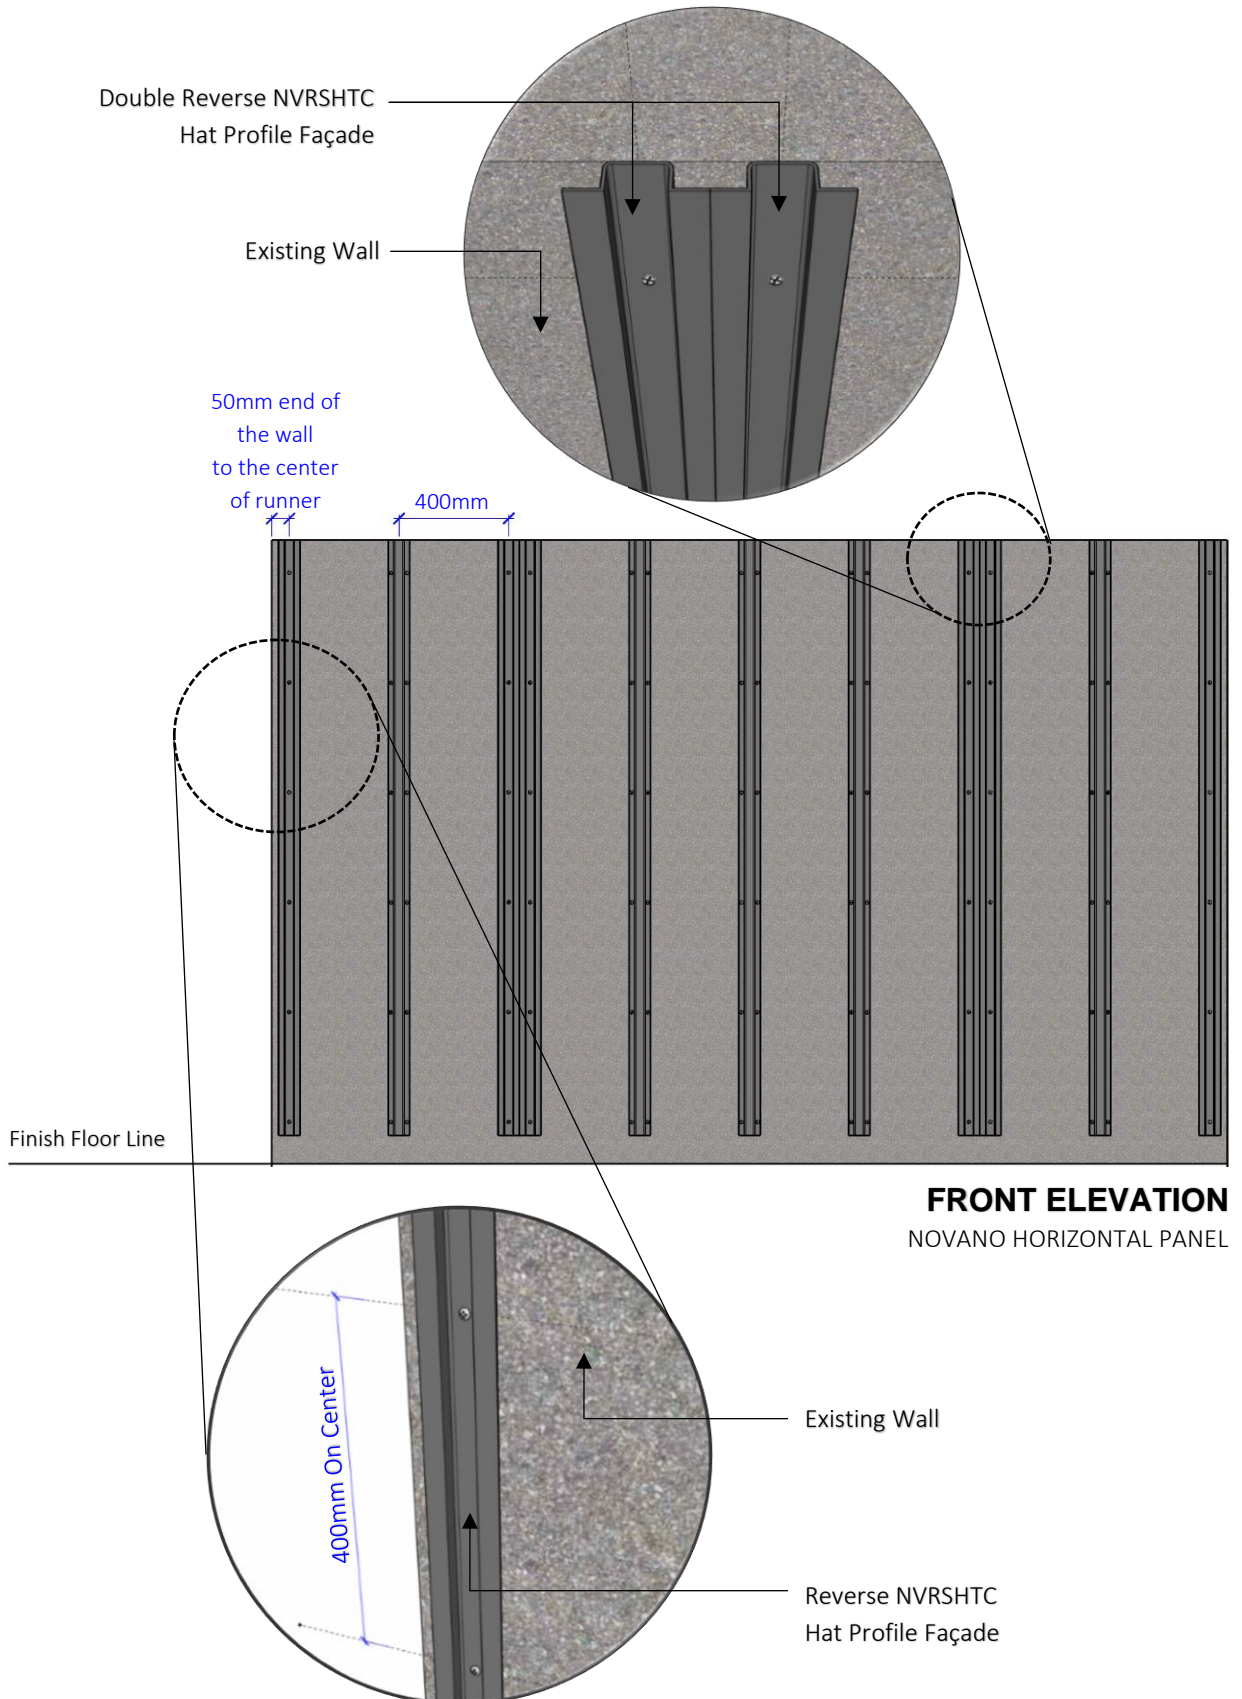 Double Reverse NVRSHTC
Hat Profile Façade
Existing Wall
50mm end of
the wall
to the center
of runner
400mm
Finish Floor Line
FRONT ELEVATION
NOVANO HORIZONTAL PANEL
400mm On Center
Existing Wall
Reverse NVRSHTC
Hat Profile Façade